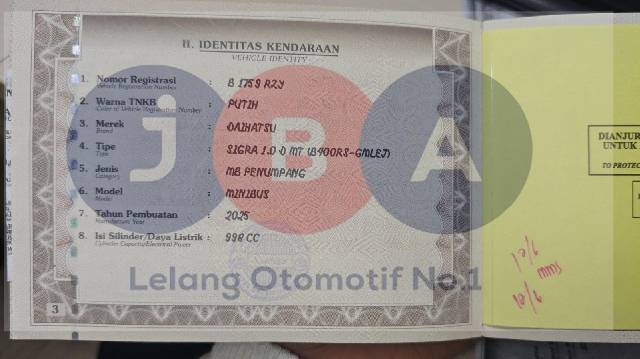 II. IDENTITAS KENDARAAN
VEHICLE IDENTITY
1. Nomor Registrasi : B 1759 RZY
Vehicle Registration Number
2. Warna TNKB : PUTIH
Color of Vehicle Registration Number
3. Merek : DAIHATSU
Brand
4. Tipe : SIGRA 1.0 D MT (B400RS-GMLEJ)
Type
5. Jenis : MB PENUMPANG
Category
6. Model : MINIBUS
Model
7. Tahun Pembuatan : 2025
Manufacture Year
8. Isi Silinder/Daya Listrik : 998 CC
Cylinder Capacity/Electrical Power
3
jBA
Lelang Otomotif No.1
DIANJUR
UNTUK
TO PROTEC